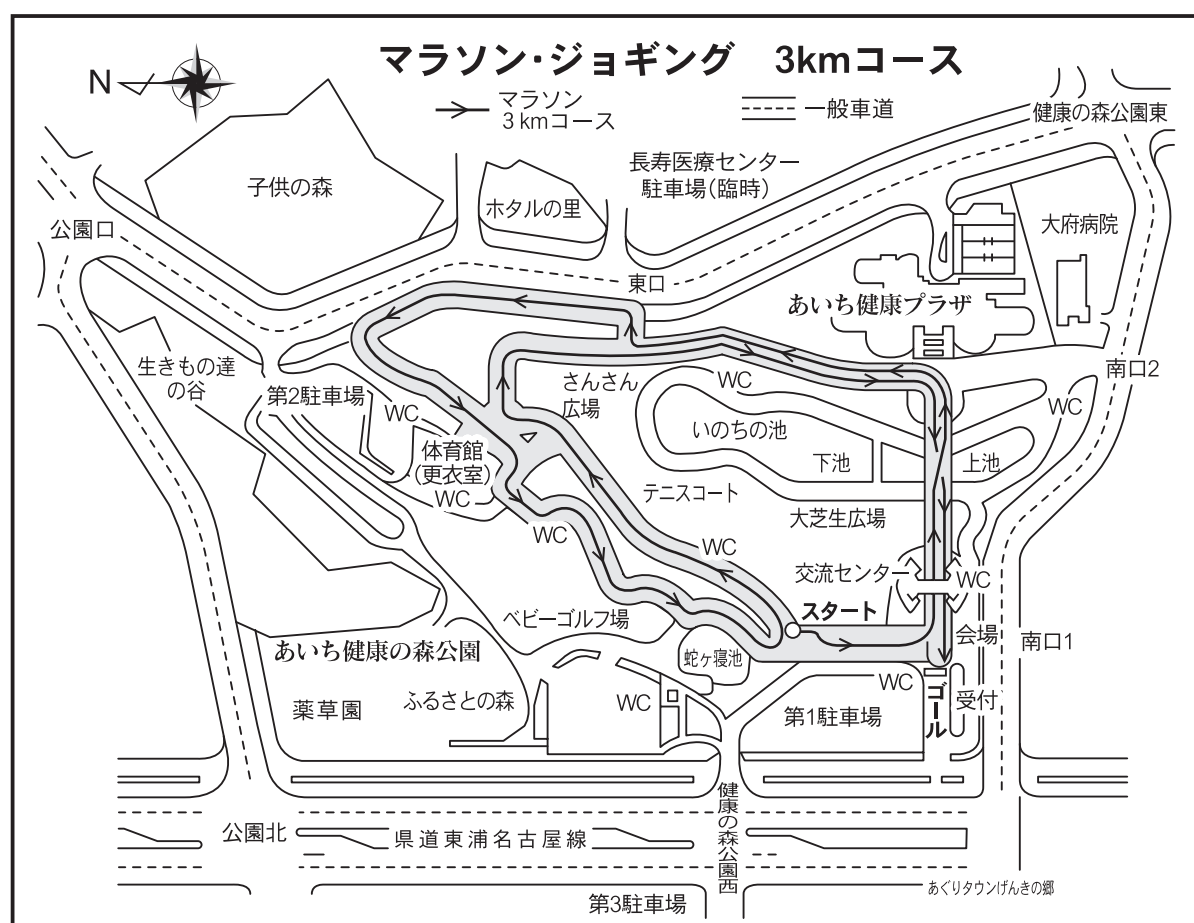 マラソン・ジョギング 3kmコース
N
マラソン
3kmコース
一般車道
健康の森公園東
子供の森
ホタルの里
長寿医療センター
駐車場(臨時)
大府病院
公園口
東口
あいち健康プラザ
生きもの達
の谷
第2駐車場
さんさん
広場
WC
南口2
WC
いのちの池
WC
体育館
(更衣室)
下池
上池
WC
テニスコート
大芝生広場
WC
WC
交流センター
WC
スタート
ベビーゴルフ場
会場
南口1
あいち健康の森公園
蛇ヶ寝池
WC
ゴール
受付
薬草園
ふるさとの森
WC
第1駐車場
健康の森公園西
公園北
県道東浦名古屋線
あぐりタウンげんきの郷
第3駐車場